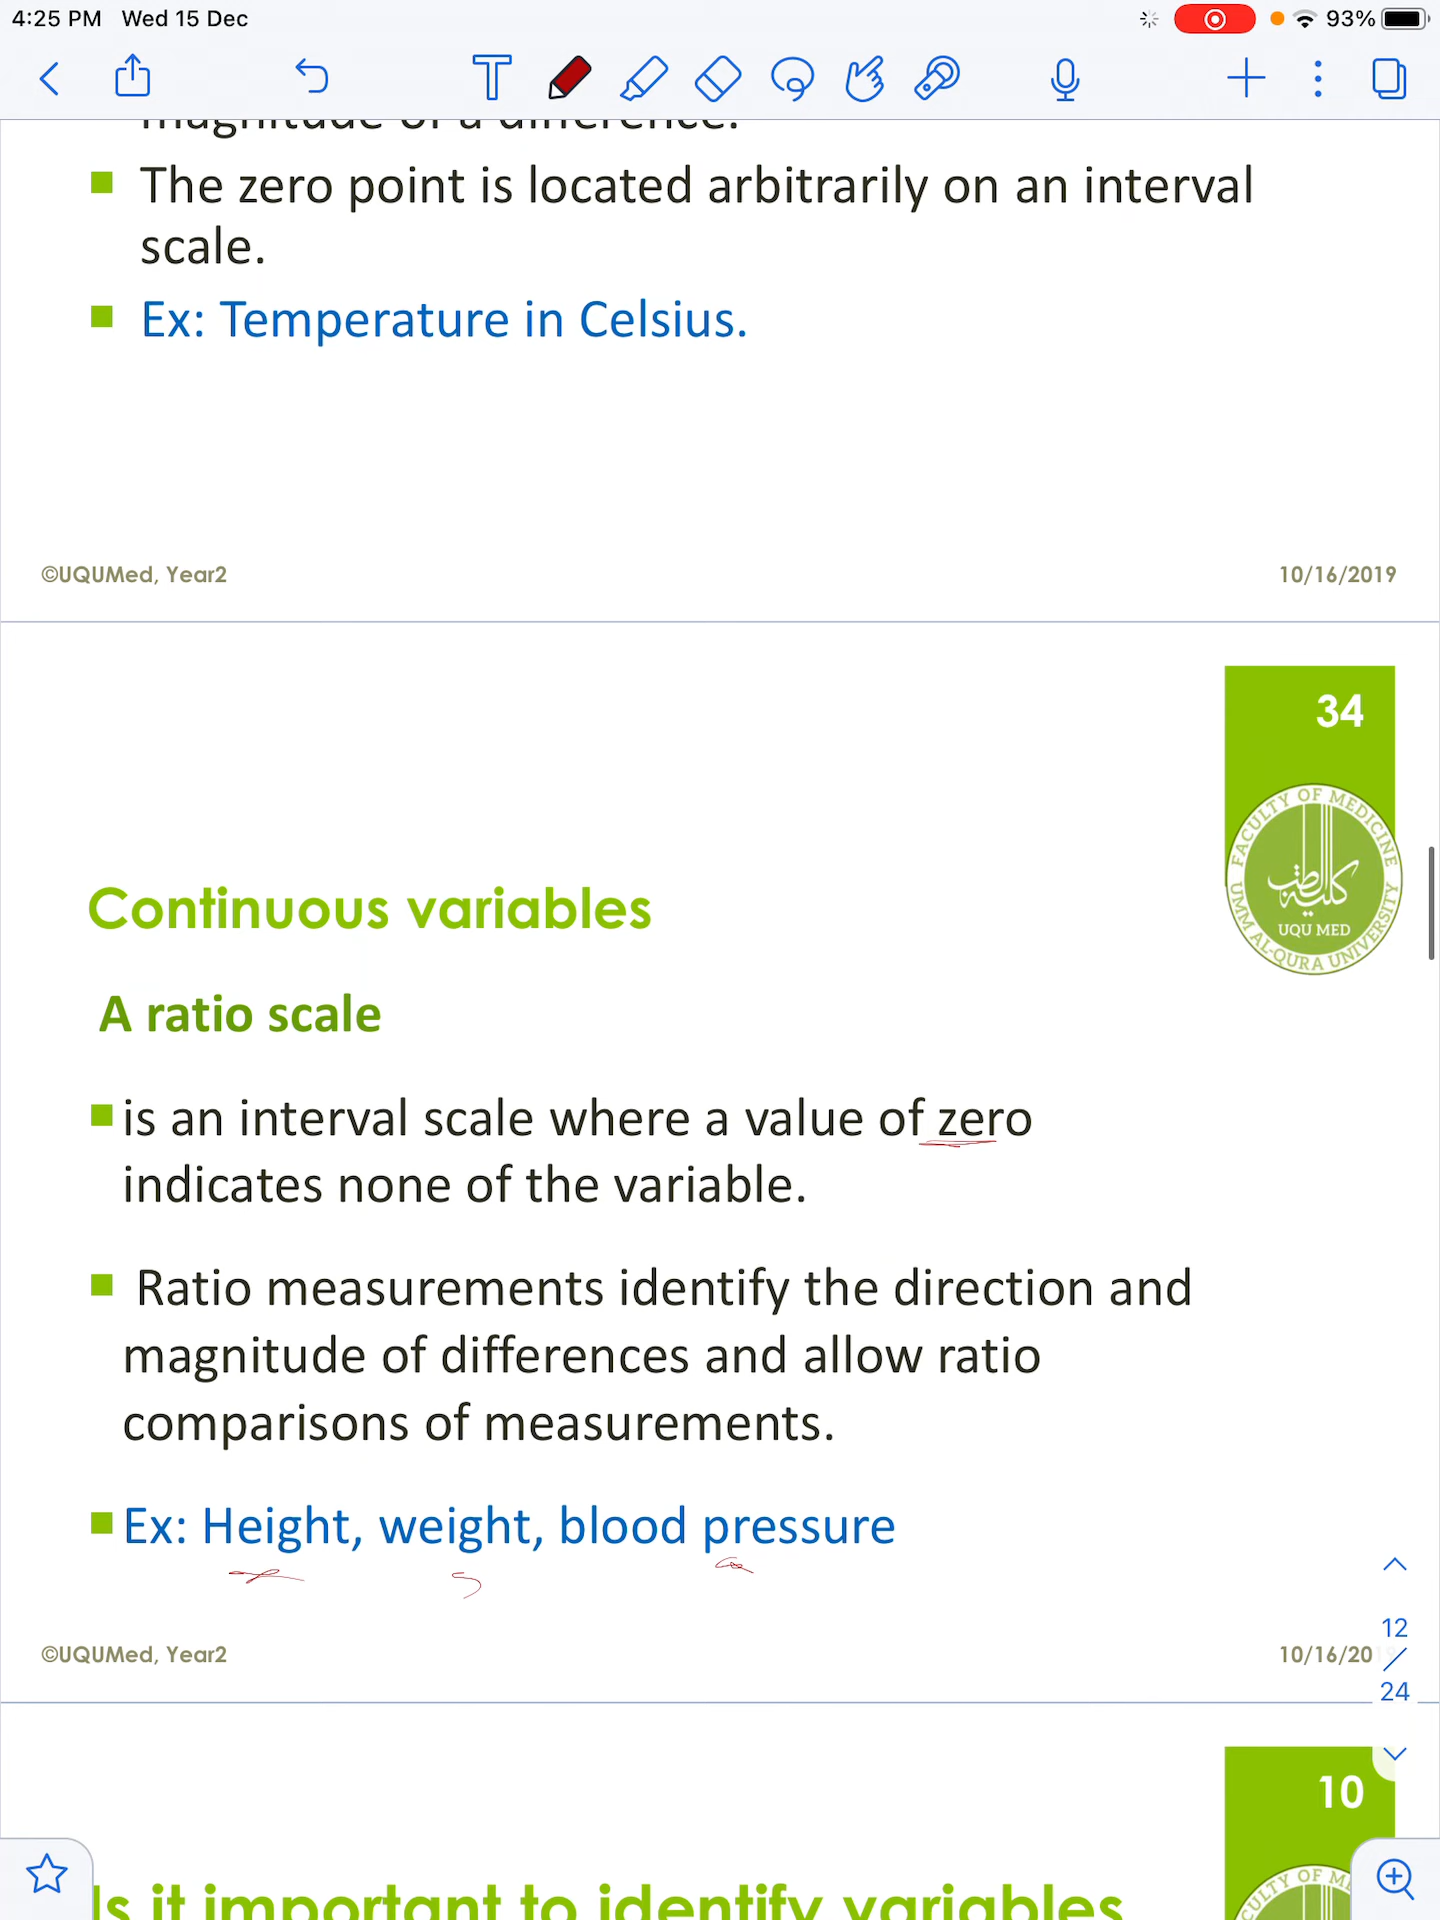 4:25 PM Wed 15 Dec
93%
magnitude of a difference.
The zero point is located arbitrarily on an interval
scale.
Ex: Temperature in Celsius.
©UQUMed, Year2
10/16/2019
34
FACULTY OF MEDICINE
كلية الطب
UQU MED
UMM AL-QURA UNIVERSITY
Continuous variables
A ratio scale
is an interval scale where a value of zero
indicates none of the variable.
Ratio measurements identify the direction and
magnitude of differences and allow ratio
comparisons of measurements.
Ex: Height, weight, blood pressure
12
/
24
©UQUMed, Year2
10/16/20
10
Is it important to identify variables